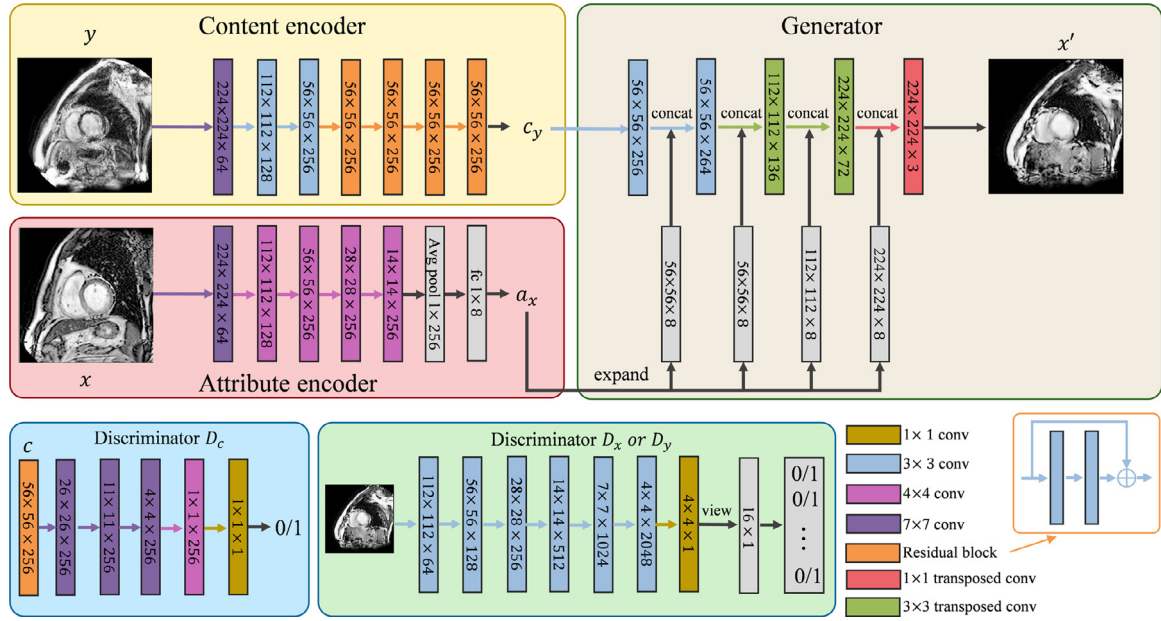 Content encoder
y
224×224×64
112×112×128
56×56×256
56×56×256
56×56×256
56×56×256
56×56×256
c_y
Generator
56×56×256
concat
56×56×264
concat
112×112×136
concat
224×224×72
concat
224×224×3
x′
56×56×8
56×56×8
112×112×8
224×224×8
expand
224×224×64
112×112×128
56×56×256
28×28×256
14×14×256
Avg pool 1×256
fc 1×8
a_x
x
Attribute encoder
c
Discriminator D_c
56×56×256
26×26×256
11×11×256
4×4×256
1×1×256
1×1×1
0/1
Discriminator D_x or D_y
112×112×64
56×56×128
28×28×256
14×14×512
7×7×1024
4×4×2048
4×4×1
view
16×1
0/1
0/1
⋮
0/1
1×1 conv
3×3 conv
4×4 conv
7×7 conv
Residual block
1×1 transposed conv
3×3 transposed conv